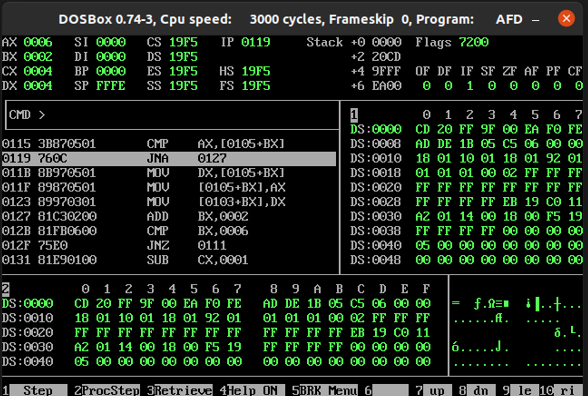 DOSBox 0.74-3, Cpu speed: 3000 cycles, Frameskip 0, Program: AFD
AX 0006 SI 0000 CS 19F5 IP 0119 Stack +0 0000 Flags 7200
BX 0002 DI 0000 DS 19F5 +2 20CD
CX 0004 BP 0000 ES 19F5 HS 19F5 +4 9FFF OF DF IF SF ZF AF PF CF
DX 0004 SP FFFE SS 19F5 FS 19F5 +6 EA00 0 0 1 0 0 0 0 0
CMD >
1 0 1 2 3 4 5 6 7
DS:0000 CD 20 FF 9F 00 EA F0 FE
0115 3B870501 CMP AX,[0105+BX] DS:0008 AD DE 1B 05 C5 06 00 00
0119 760C JNA 0127 DS:0010 18 01 10 01 18 01 92 01
011B 8B970501 MOV DX,[0105+BX] DS:0018 01 01 01 00 02 FF FF FF
011F 89870501 MOV [0105+BX],AX DS:0020 FF FF FF FF FF FF FF FF
0123 89970301 MOV [0103+BX],DX DS:0028 FF FF FF FF EB 19 C0 11
0127 81C30200 ADD BX,0002 DS:0030 A2 01 14 00 18 00 F5 19
012B 81FB0600 CMP BX,0006 DS:0038 FF FF FF FF 00 00 00 00
012F 75E0 JNZ 0111 DS:0040 05 00 00 00 00 00 00 00
0131 81E90100 SUB CX,0001 DS:0048 00 00 00 00 00 00 00 00
2 0 1 2 3 4 5 6 7 8 9 A B C D E F
DS:0000 CD 20 FF 9F 00 EA F0 FE AD DE 1B 05 C5 06 00 00
DS:0010 18 01 10 01 18 01 92 01 01 01 01 00 02 FF FF FF
DS:0020 FF FF FF FF FF FF FF FF FF FF FF FF EB 19 C0 11
DS:0030 A2 01 14 00 18 00 F5 19 FF FF FF FF 00 00 00 00
DS:0040 05 00 00 00 00 00 00 00 00 00 00 00 00 00 00 00
1 Step 2ProcStep 3Retrieve 4Help ON 5BRK Menu 6 7 up 8 dn 9 le 10 ri